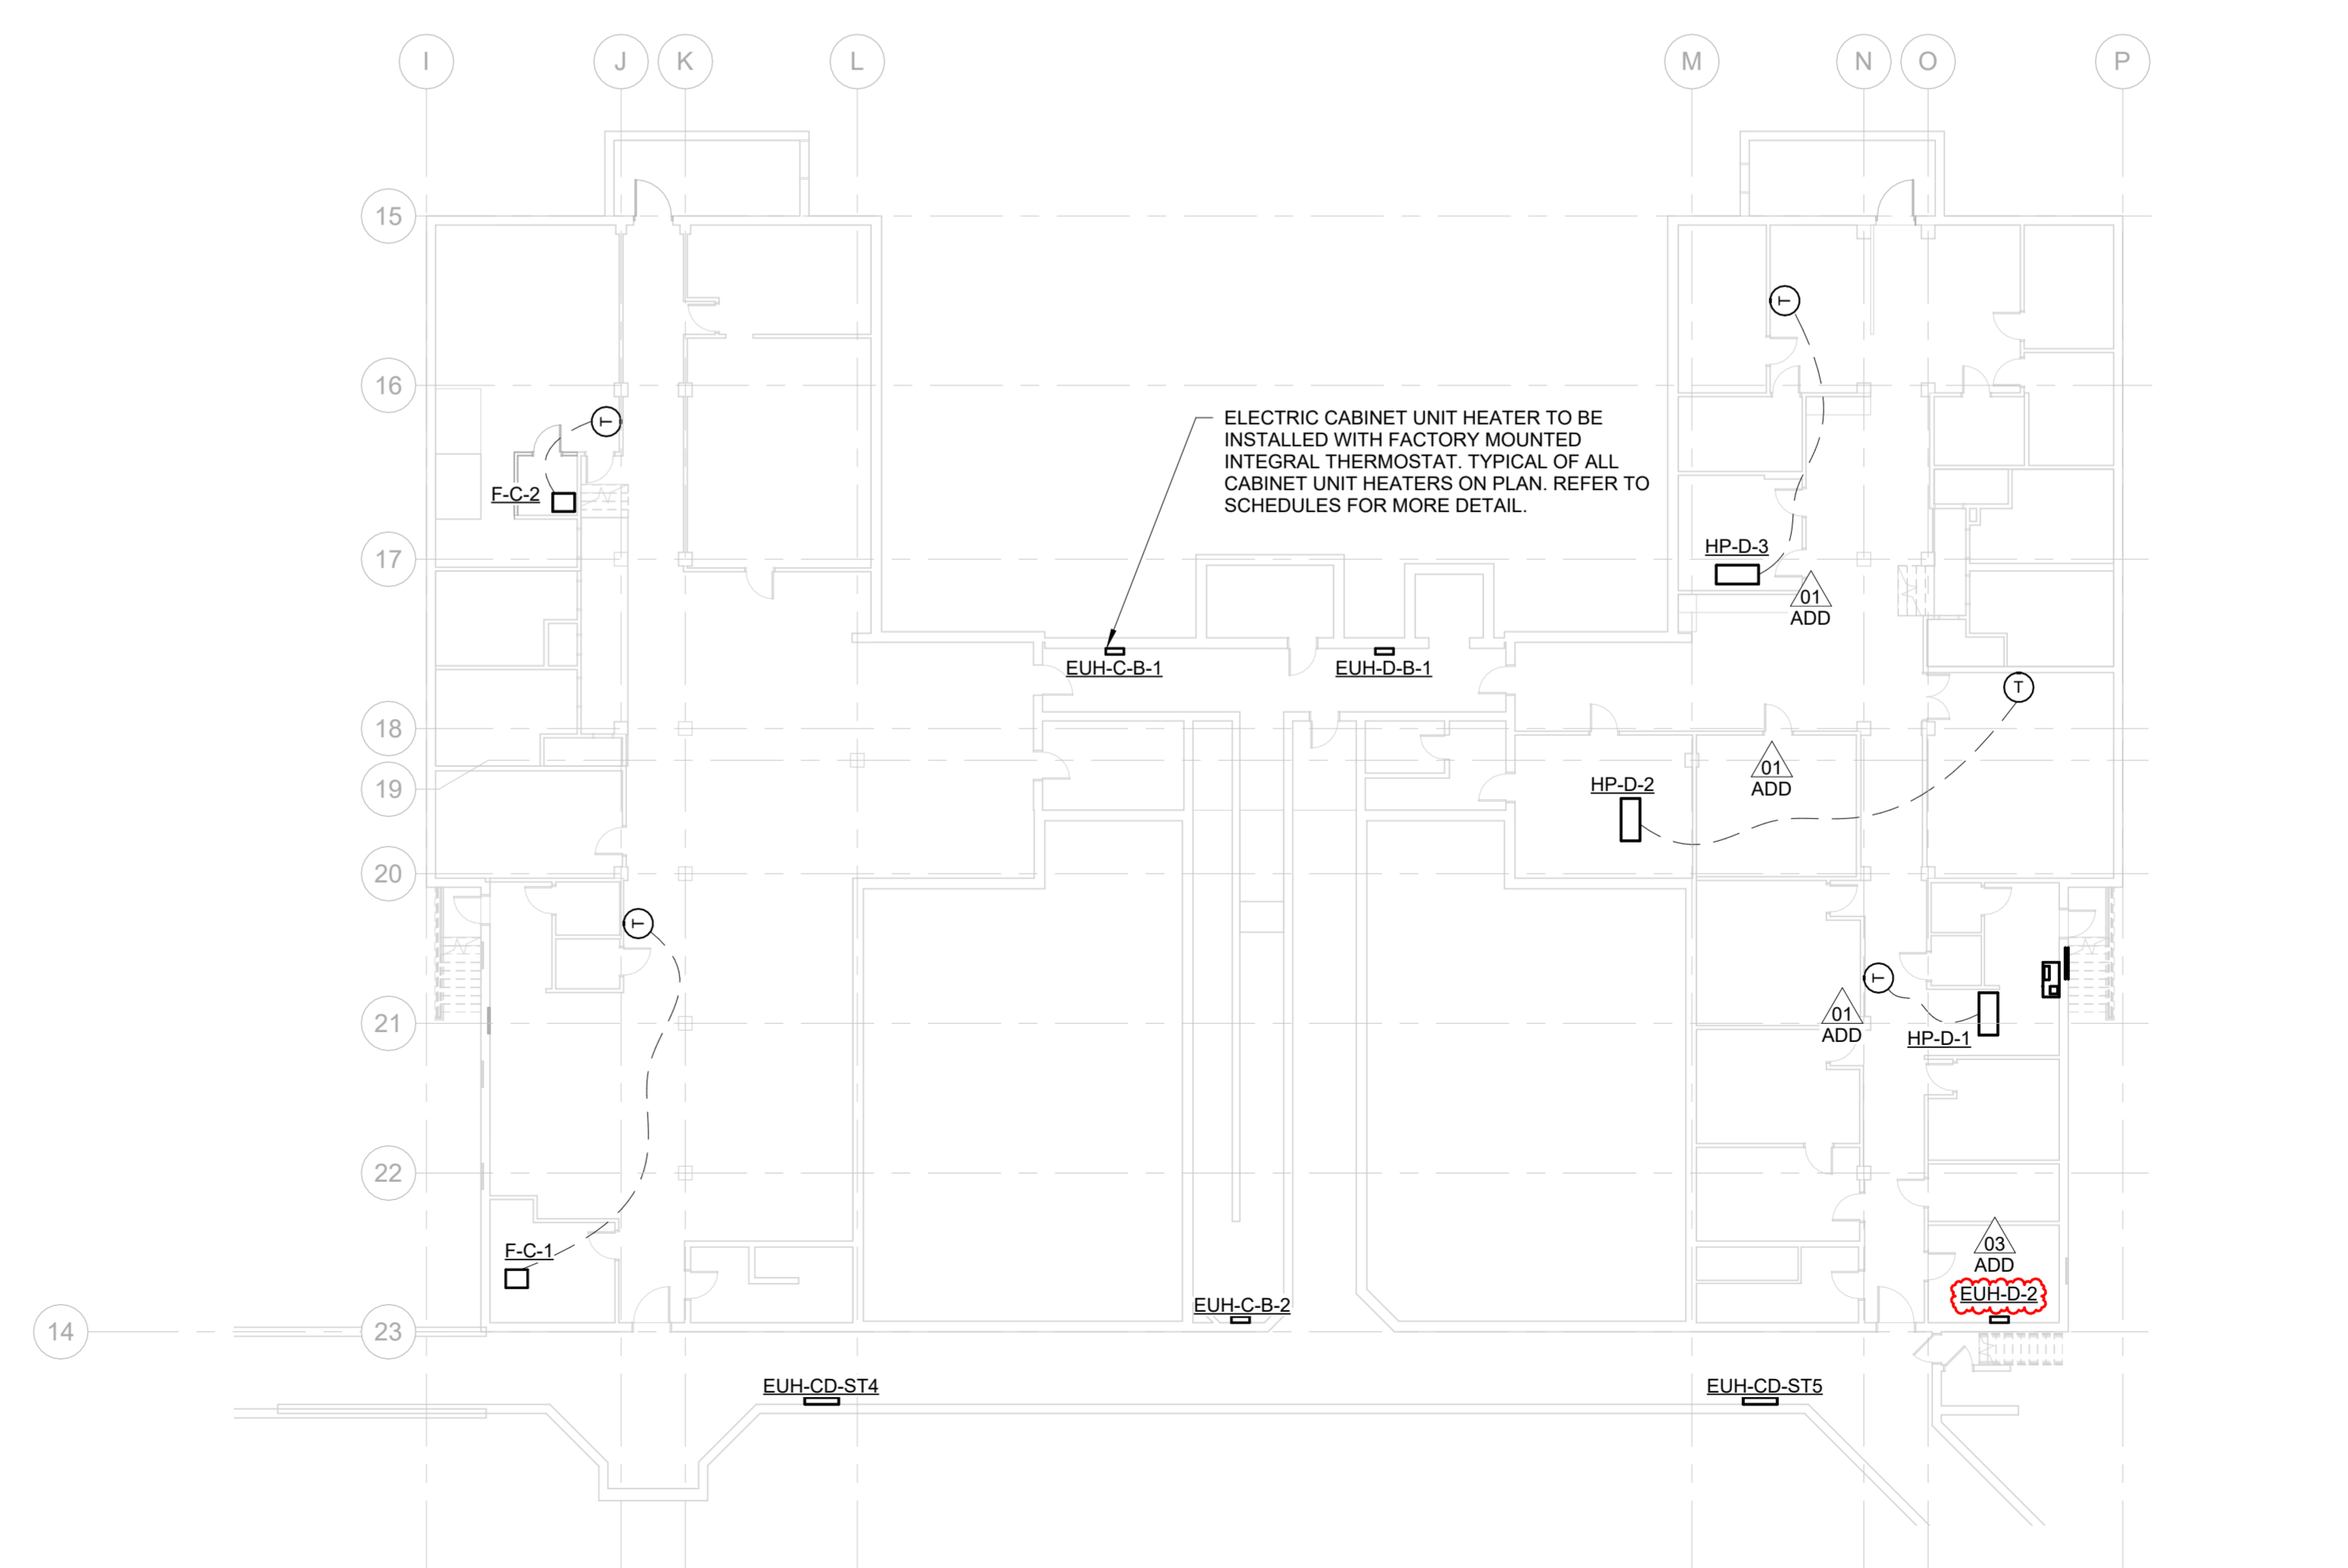 I
J
K
L
M
N
O
P
15
T
16
ELECTRIC CABINET UNIT HEATER TO BE
INSTALLED WITH FACTORY MOUNTED
INTEGRAL THERMOSTAT. TYPICAL OF ALL
CABINET UNIT HEATERS ON PLAN. REFER TO
SCHEDULES FOR MORE DETAIL.
T
F-C-2
17
HP-D-3
01
ADD
EUH-C-B-1
EUH-D-B-1
T
18
01
ADD
19
HP-D-2
20
T
T
21
01
ADD
HP-D-1
22
F-C-1
03
ADD
EUH-D-2
EUH-C-B-2
14
23
EUH-CD-ST4
EUH-CD-ST5